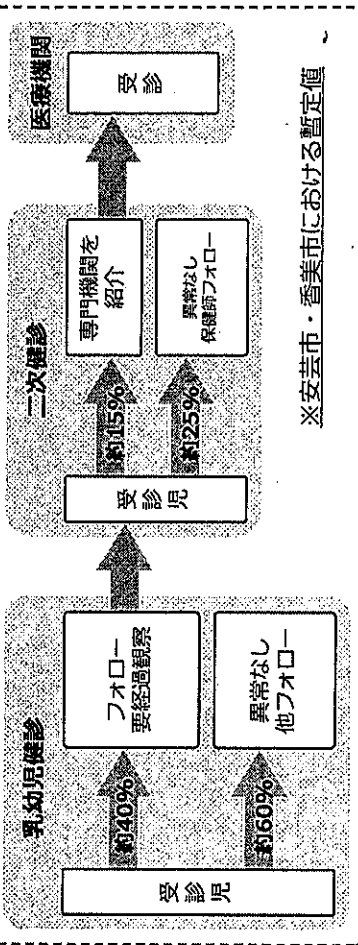 乳幼児健診
受診児
約40%
フォロー
要経過観察
約60%
異常なし
他フォロー
二次健診
受診児
約15%
専門機関を
紹介
約25%
異常なし
保健師フォロー
医療機関
受診
※安芸市・香美市における暫定値